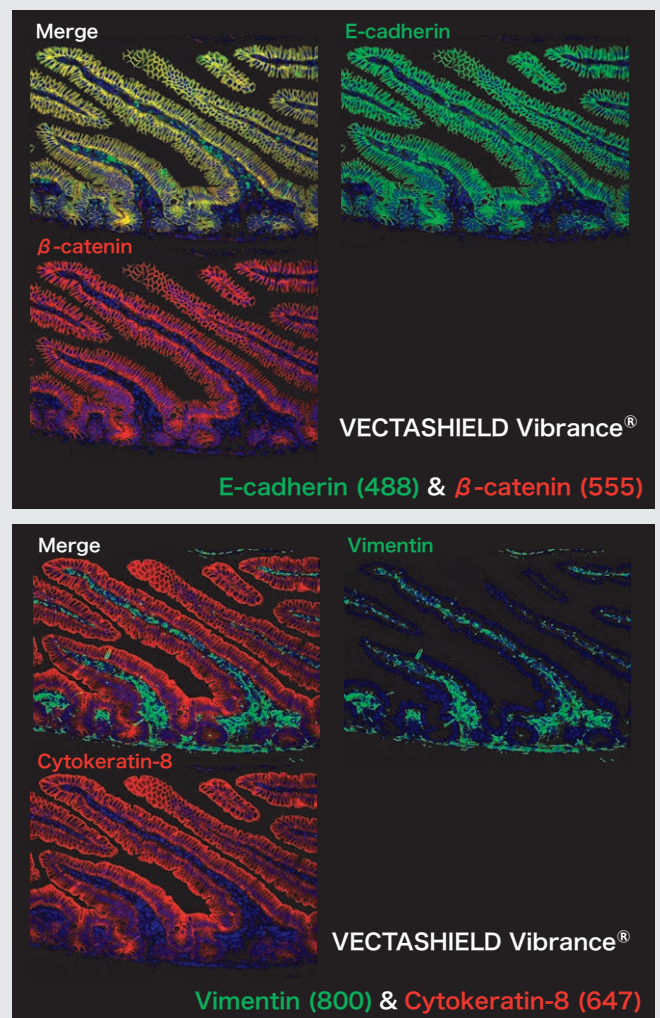 Merge
E-cadherin
β-catenin
VECTASHIELD Vibrance®
E-cadherin (488) & β-catenin (555)
Merge
Vimentin
Cytokeratin-8
VECTASHIELD Vibrance®
Vimentin (800) & Cytokeratin-8 (647)